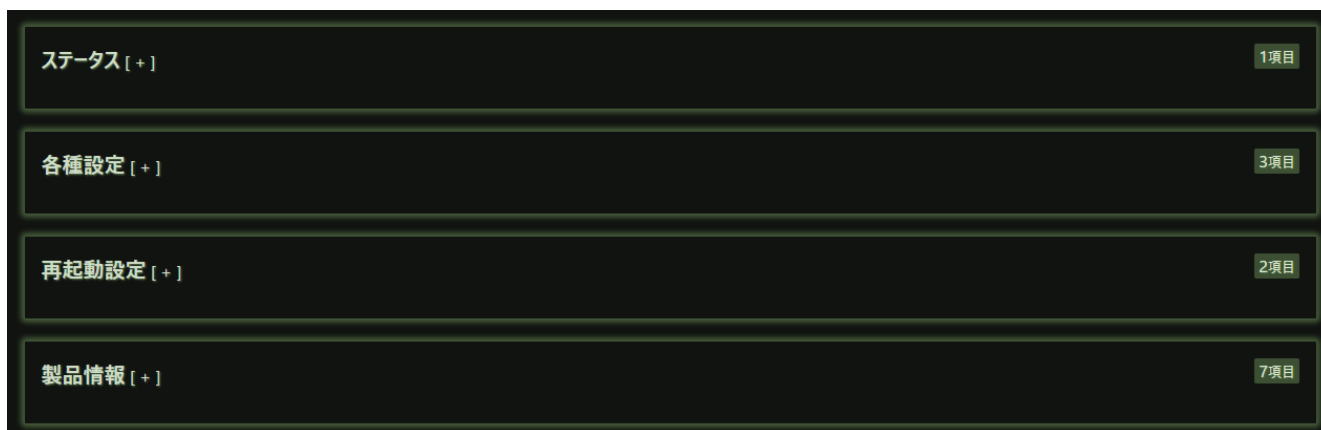 ステータス [ + ] 1項目
各種設定 [ + ] 3項目
再起動設定 [ + ] 2項目
製品情報 [ + ] 7項目